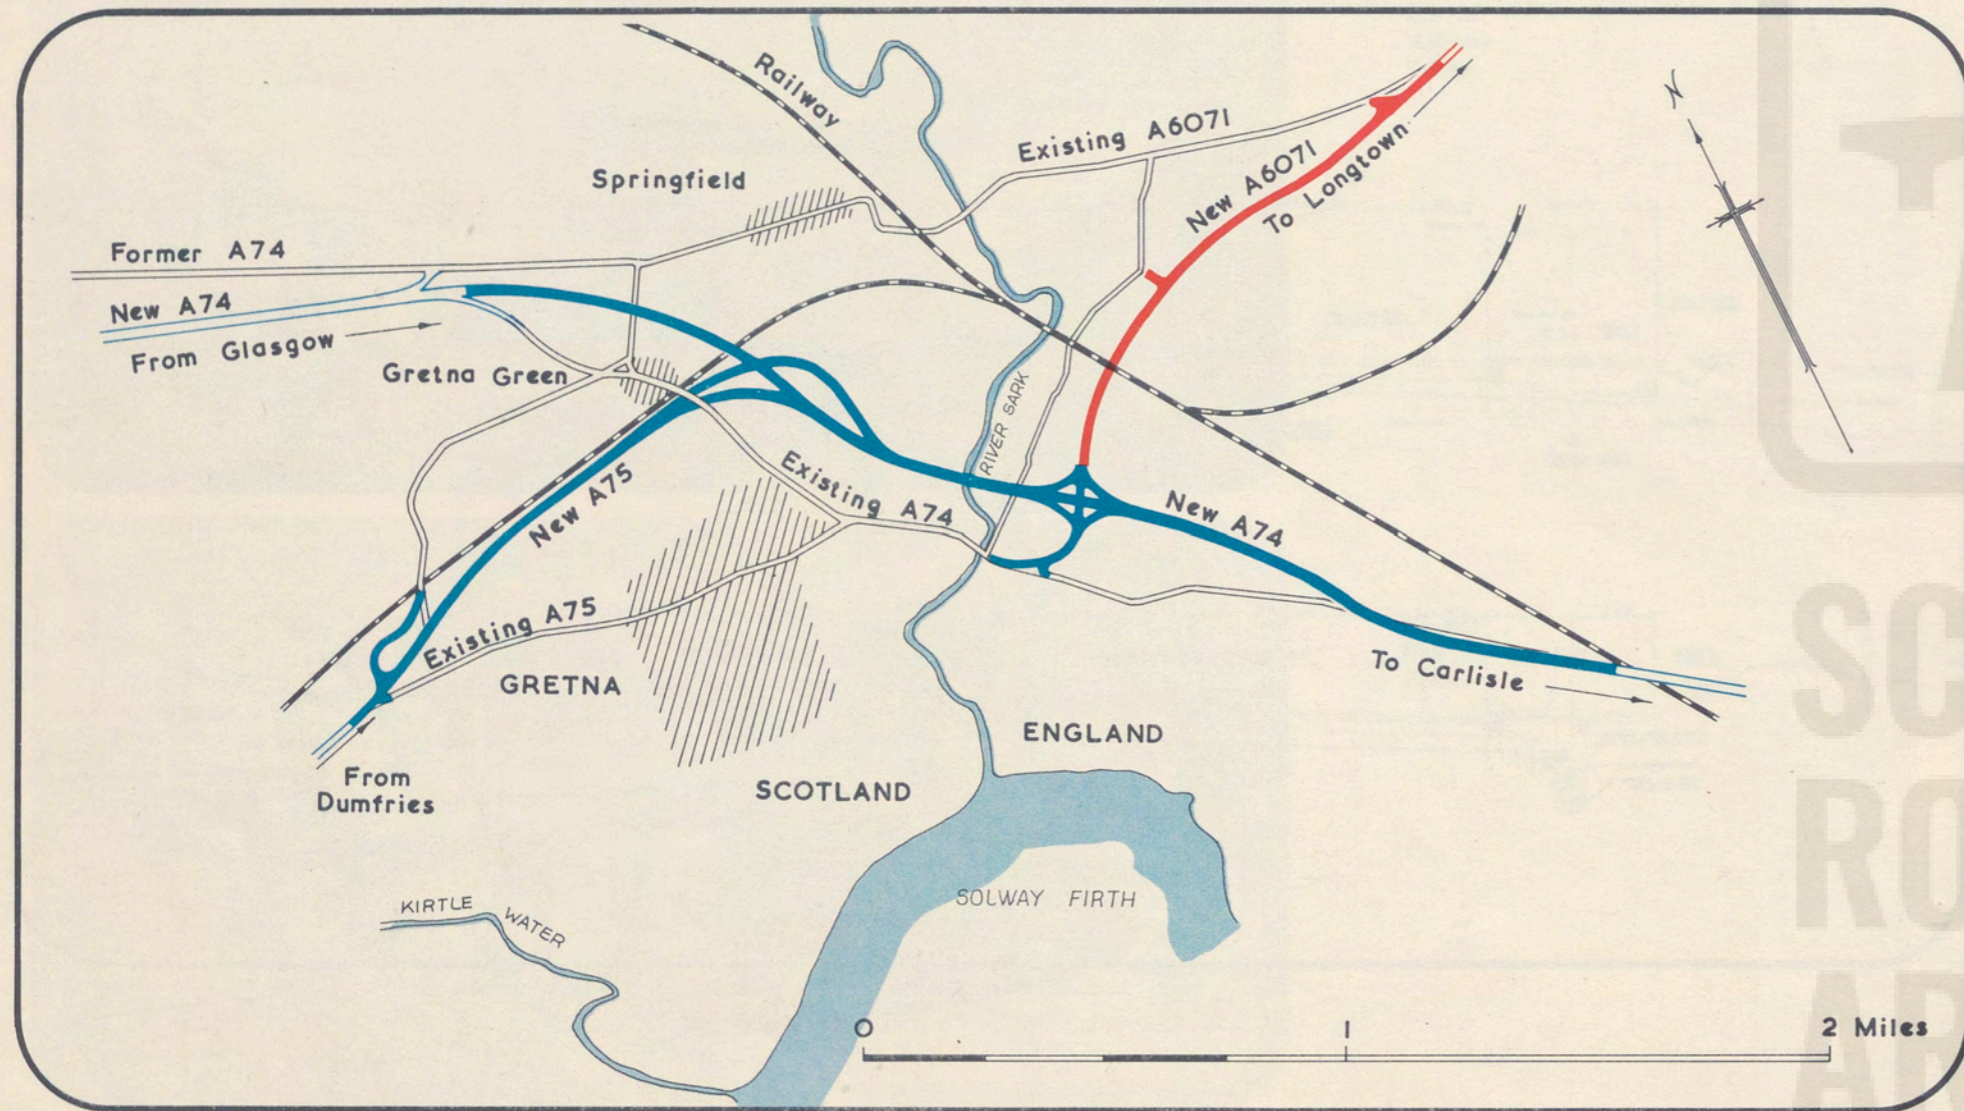 Railway
N
Existing A6071
Springfield
New A6071
To Longtown
Former A74
New A74
From Glasgow
Gretna Green
RIVER SARK
Existing A74
New A74
New A75
Existing A75
GRETNA
To Carlisle
ENGLAND
SCOTLAND
From
Dumfries
KIRTLE WATER
SOLWAY FIRTH
0 1 2 Miles
SC
RO